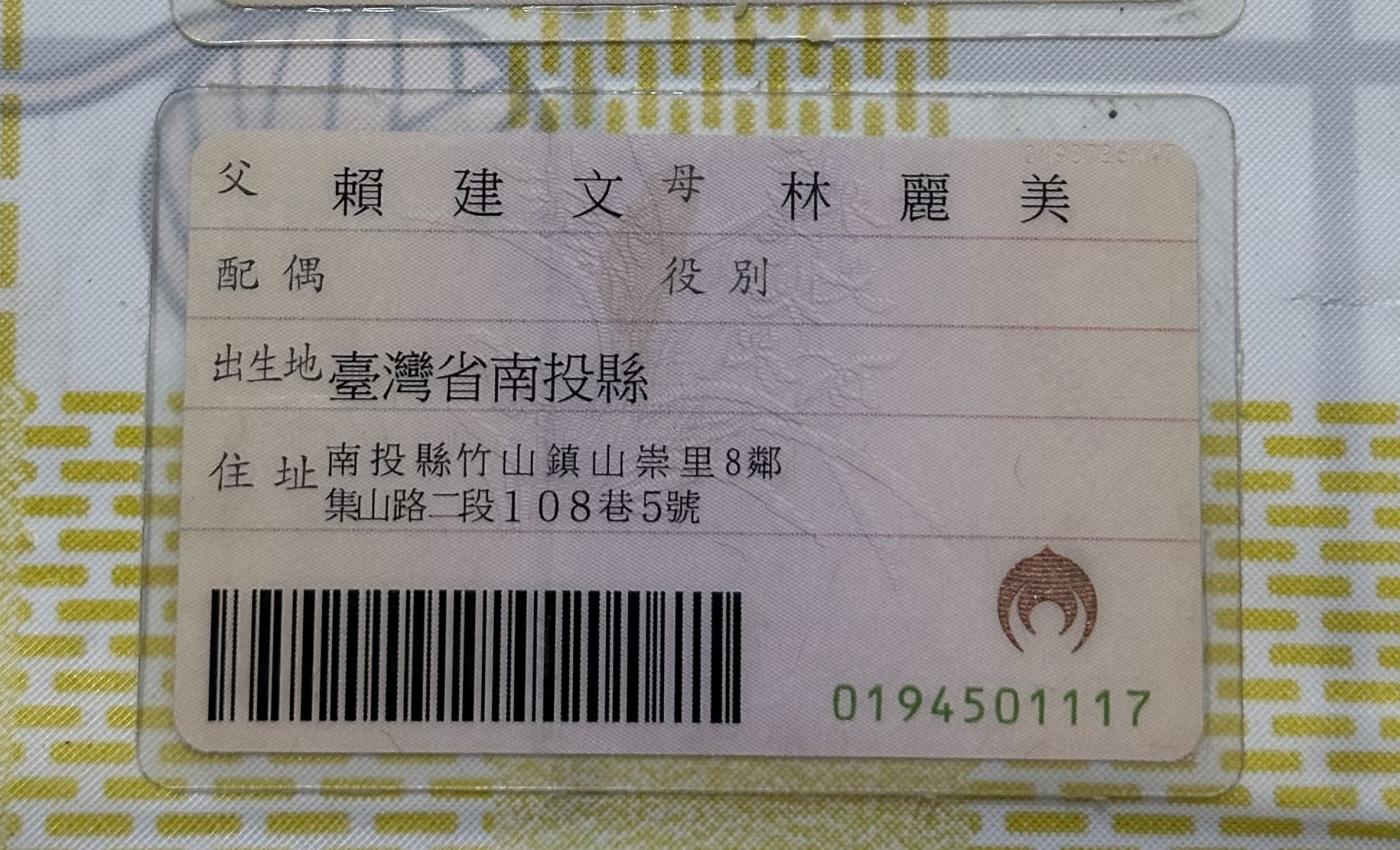 父 賴建文 母 林麗美
配偶 役別
出生地 臺灣省南投縣
住址 南投縣竹山鎮山崇里8鄰
集山路二段108巷5號
0194501117